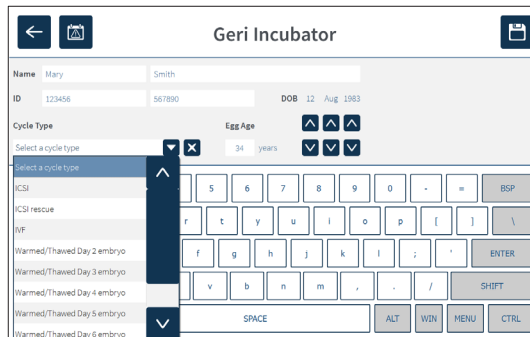 Geri Incubator
Name Mary Smith
ID 123456 567890 DOB 12 Aug 1983
Cycle Type Egg Age
Select a cycle type 34 years
Select a cycle type
ICSI
ICSI rescue
IVF
Warmed/Thawed Day 2 embryo
Warmed/Thawed Day 3 embryo
Warmed/Thawed Day 4 embryo
Warmed/Thawed Day 5 embryo
Warmed/Thawed Day 6 embryo
5 6 7 8 9 0 - = BSP
r t y u i o p [ ] \
f g h j k l ; ' ENTER
v b n m , . / SHIFT
SPACE ALT WIN MENU CTRL